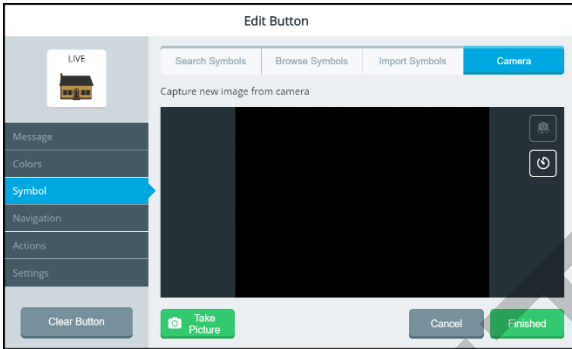 Edit Button
LIVE
Search Symbols
Browse Symbols
Import Symbols
Camera
Capture new image from camera
Message
Colors
Symbol
Navigation
Actions
Settings
Clear Button
Take
Picture
Cancel
Finished